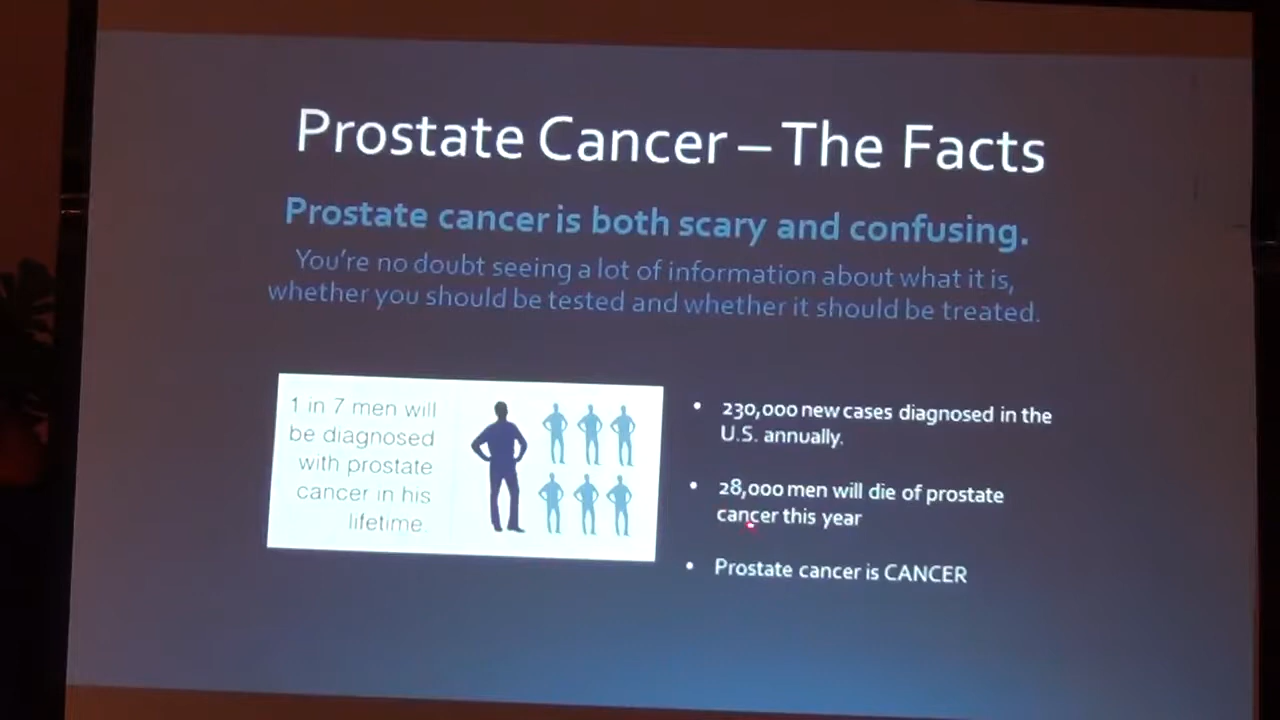 Prostate Cancer – The Facts
Prostate cancer is both scary and confusing.
You're no doubt seeing a lot of information about what it is,
whether you should be tested and whether it should be treated.
1 in 7 men will
be diagnosed
with prostate
cancer in his
lifetime.
• 230,000 new cases diagnosed in the
U.S. annually.
• 28,000 men will die of prostate
cancer this year
• Prostate cancer is CANCER